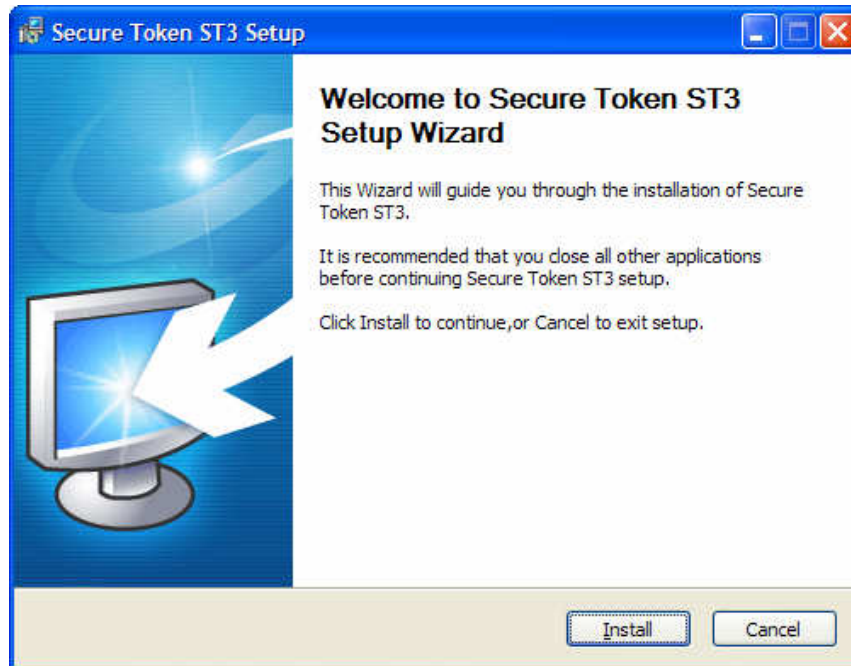 Secure Token ST3 Setup
Welcome to Secure Token ST3
Setup Wizard
This Wizard will guide you through the installation of Secure
Token ST3.
It is recommended that you close all other applications
before continuing Secure Token ST3 setup.
Click Install to continue,or Cancel to exit setup.
Install
Cancel